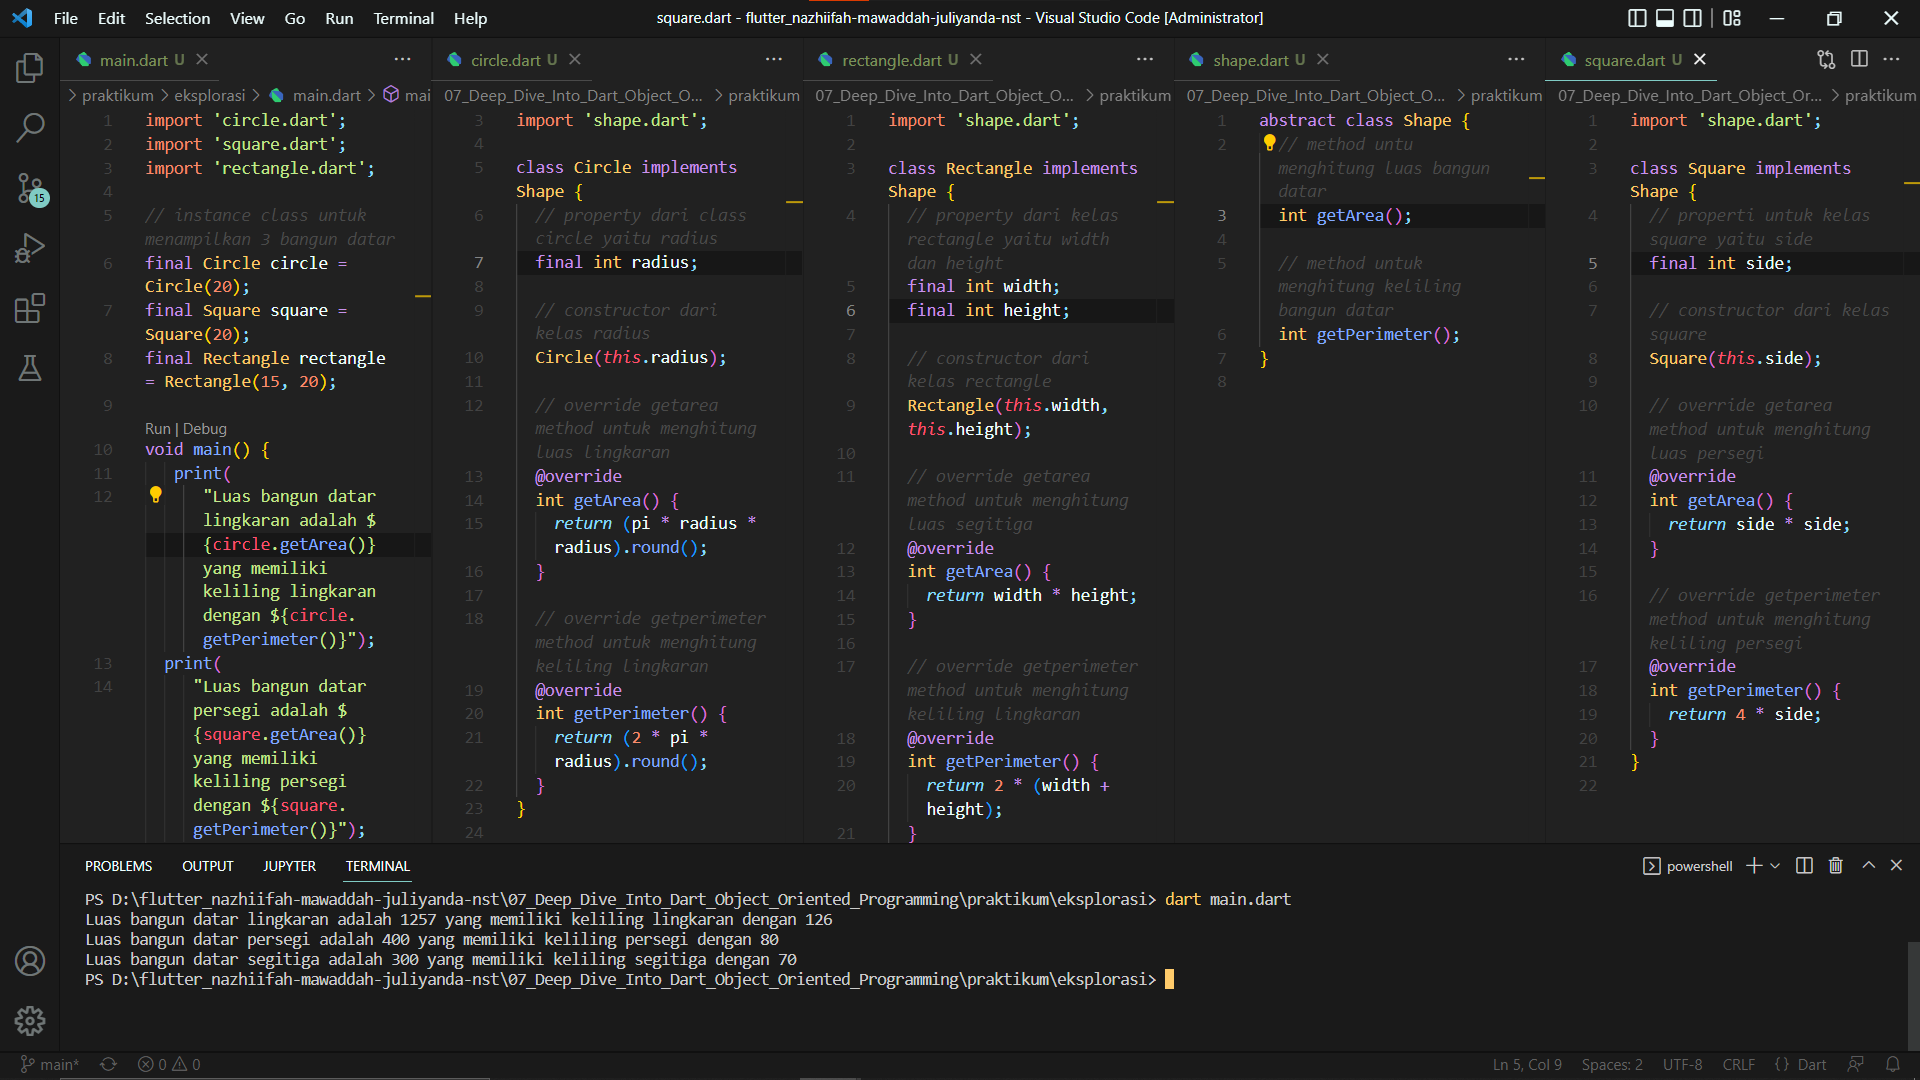 File Edit Selection View Go Run Terminal Help
square.dart - flutter_nazhiifah-mawaddah-juliyanda-nst - Visual Studio Code [Administrator]
main.dart U
praktikum > eksplorasi > main.dart > mai
1 import 'circle.dart';
2 import 'square.dart';
3 import 'rectangle.dart';
4
5 // instance class untuk
menampilkan 3 bangun datar
6 final Circle circle =
Circle(20);
7 final Square square =
Square(20);
8 final Rectangle rectangle
= Rectangle(15, 20);
9
Run | Debug
10 void main() {
11 print(
12 "Luas bangun datar
lingkaran adalah $
{circle.getArea()}
yang memiliki
keliling lingkaran
dengan ${circle.
getPerimeter()}");
13 print(
14 "Luas bangun datar
persegi adalah $
{square.getArea()}
yang memiliki
keliling persegi
dengan ${square.
getPerimeter()}");
circle.dart U
07_Deep_Dive_Into_Dart_Object_O... > praktikum
3 import 'shape.dart';
4
5 class Circle implements
Shape {
6 // property dari class
circle yaitu radius
7 final int radius;
8
9 // constructor dari
kelas radius
10 Circle(this.radius);
11
12 // override getarea
method untuk menghitung
luas lingkaran
13 @override
14 int getArea() {
15 return (pi * radius *
radius).round();
16 }
17
18 // override getperimeter
method untuk menghitung
keliling lingkaran
19 @override
20 int getPerimeter() {
21 return (2 * pi *
radius).round();
22 }
23 }
24
rectangle.dart U
07_Deep_Dive_Into_Dart_Object_O... > praktikum
1 import 'shape.dart';
2
3 class Rectangle implements
Shape {
4 // property dari kelas
rectangle yaitu width
dan height
5 final int width;
6 final int height;
7
8 // constructor dari
kelas rectangle
9 Rectangle(this.width,
this.height);
10
11 // override getarea
method untuk menghitung
luas segitiga
12 @override
13 int getArea() {
14 return width * height;
15 }
16
17 // override getperimeter
method untuk menghitung
keliling lingkaran
18 @override
19 int getPerimeter() {
20 return 2 * (width +
height);
21 }
shape.dart U
07_Deep_Dive_Into_Dart_Object_O... > praktikum
1 abstract class Shape {
2 // method untu
menghitung luas bangun
datar
3 int getArea();
4
5 // method untuk
menghitung keliling
bangun datar
6 int getPerimeter();
7 }
8
square.dart U
07_Deep_Dive_Into_Dart_Object_Or... > praktikum
1 import 'shape.dart';
2
3 class Square implements
Shape {
4 // properti untuk kelas
square yaitu side
5 final int side;
6
7 // constructor dari kelas
square
8 Square(this.side);
9
10 // override getarea
method untuk menghitung
luas persegi
11 @override
12 int getArea() {
13 return side * side;
14 }
15
16 // override getperimeter
method untuk menghitung
keliling persegi
17 @override
18 int getPerimeter() {
19 return 4 * side;
20 }
21 }
22
15
PROBLEMS OUTPUT JUPYTER TERMINAL
powershell
PS D:\flutter_nazhiifah-mawaddah-juliyanda-nst\07_Deep_Dive_Into_Dart_Object_Oriented_Programming\praktikum\eksplorasi> dart main.dart
Luas bangun datar lingkaran adalah 1257 yang memiliki keliling lingkaran dengan 126
Luas bangun datar persegi adalah 400 yang memiliki keliling persegi dengan 80
Luas bangun datar segitiga adalah 300 yang memiliki keliling segitiga dengan 70
PS D:\flutter_nazhiifah-mawaddah-juliyanda-nst\07_Deep_Dive_Into_Dart_Object_Oriented_Programming\praktikum\eksplorasi>
main* 0 0
Ln 5, Col 9 Spaces: 2 UTF-8 CRLF {} Dart